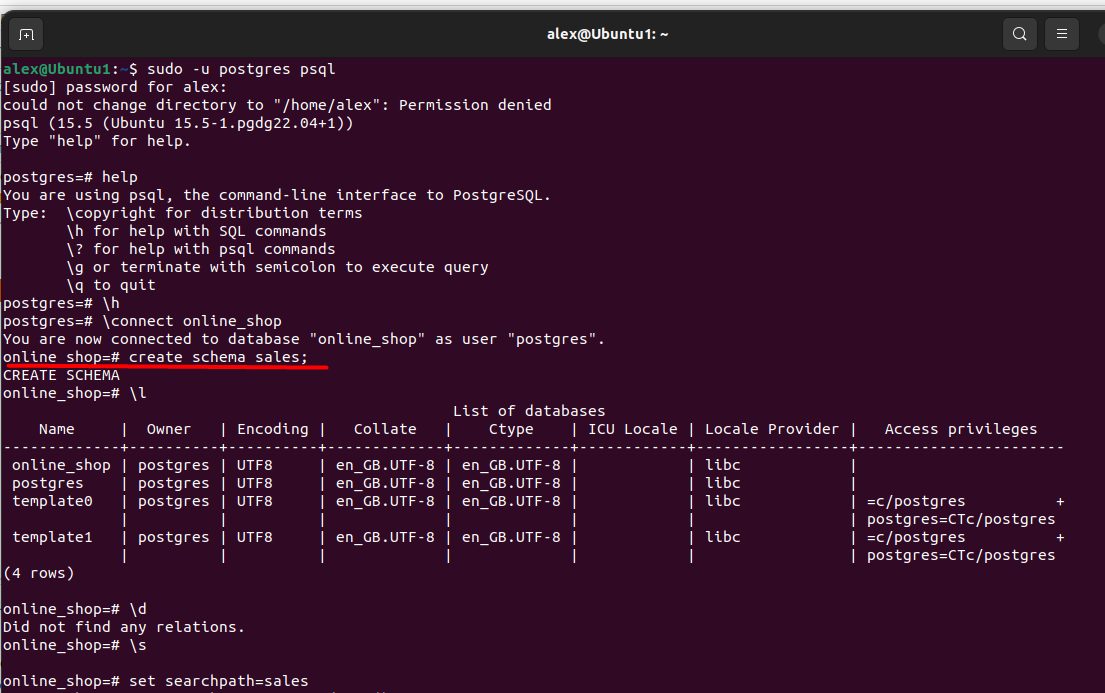 alex@Ubuntu1: ~
alex@Ubuntu1:~$ sudo -u postgres psql
[sudo] password for alex:
could not change directory to "/home/alex": Permission denied
psql (15.5 (Ubuntu 15.5-1.pgdg22.04+1))
Type "help" for help.
postgres=# help
You are using psql, the command-line interface to PostgreSQL.
Type:  \copyright for distribution terms
       \h for help with SQL commands
       \? for help with psql commands
       \g or terminate with semicolon to execute query
       \q to quit
postgres=# \h
postgres=# \connect online_shop
You are now connected to database "online_shop" as user "postgres".
online_shop=# create schema sales;
CREATE SCHEMA
online_shop=# \l
                                                  List of databases
    Name     |  Owner   | Encoding |   Collate   |    Ctype    | ICU Locale | Locale Provider |   Access privileges
-------------+----------+----------+-------------+-------------+------------+-----------------+-----------------------
 online_shop | postgres | UTF8     | en_GB.UTF-8 | en_GB.UTF-8 |            | libc            |
 postgres    | postgres | UTF8     | en_GB.UTF-8 | en_GB.UTF-8 |            | libc            |
 template0   | postgres | UTF8     | en_GB.UTF-8 | en_GB.UTF-8 |            | libc            | =c/postgres          +
             |          |          |             |             |            |                 | postgres=CTc/postgres
 template1   | postgres | UTF8     | en_GB.UTF-8 | en_GB.UTF-8 |            | libc            | =c/postgres          +
             |          |          |             |             |            |                 | postgres=CTc/postgres
(4 rows)
online_shop=# \d
Did not find any relations.
online_shop=# \s
online_shop=# set searchpath=sales